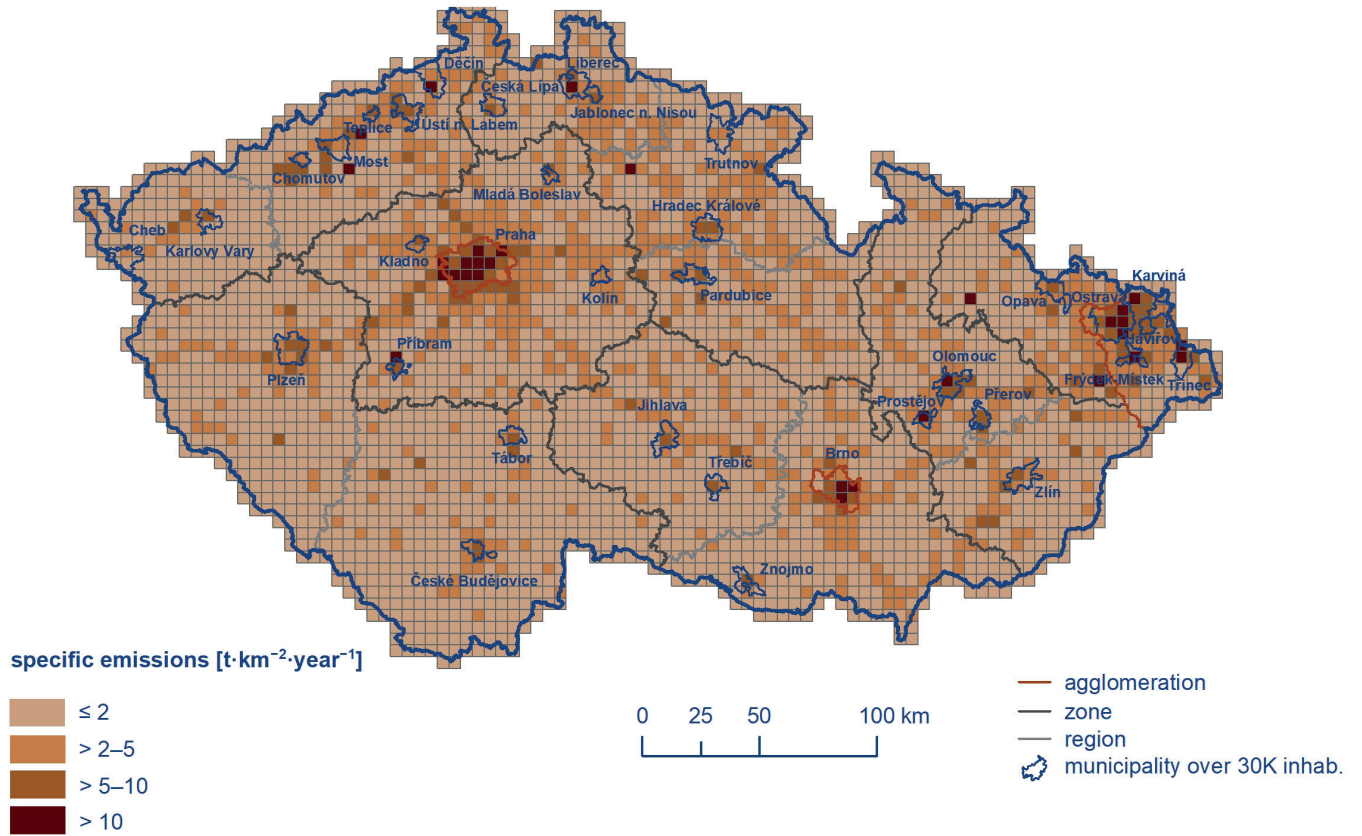 Děčín
Liberec
Česká Lípa
Jablonec n. Nisou
Teplice
Ústí n. Labem
Most
Chomutov
Trutnov
Mladá Boleslav
Hradec Králové
Cheb
Karlovy Vary
Praha
Kladno
Kolín
Pardubice
Karviná
Opava
Ostrava
Havířov
Příbram
Plzeň
Olomouc
Frýdek-Místek
Třinec
Prostějov
Přerov
Jihlava
Tábor
Třebíč
Brno
Zlín
České Budějovice
Znojmo
specific emissions [t·km⁻²·year⁻¹]
≤ 2
> 2–5
> 5–10
> 10
0 25 50 100 km
agglomeration
zone
region
municipality over 30K inhab.